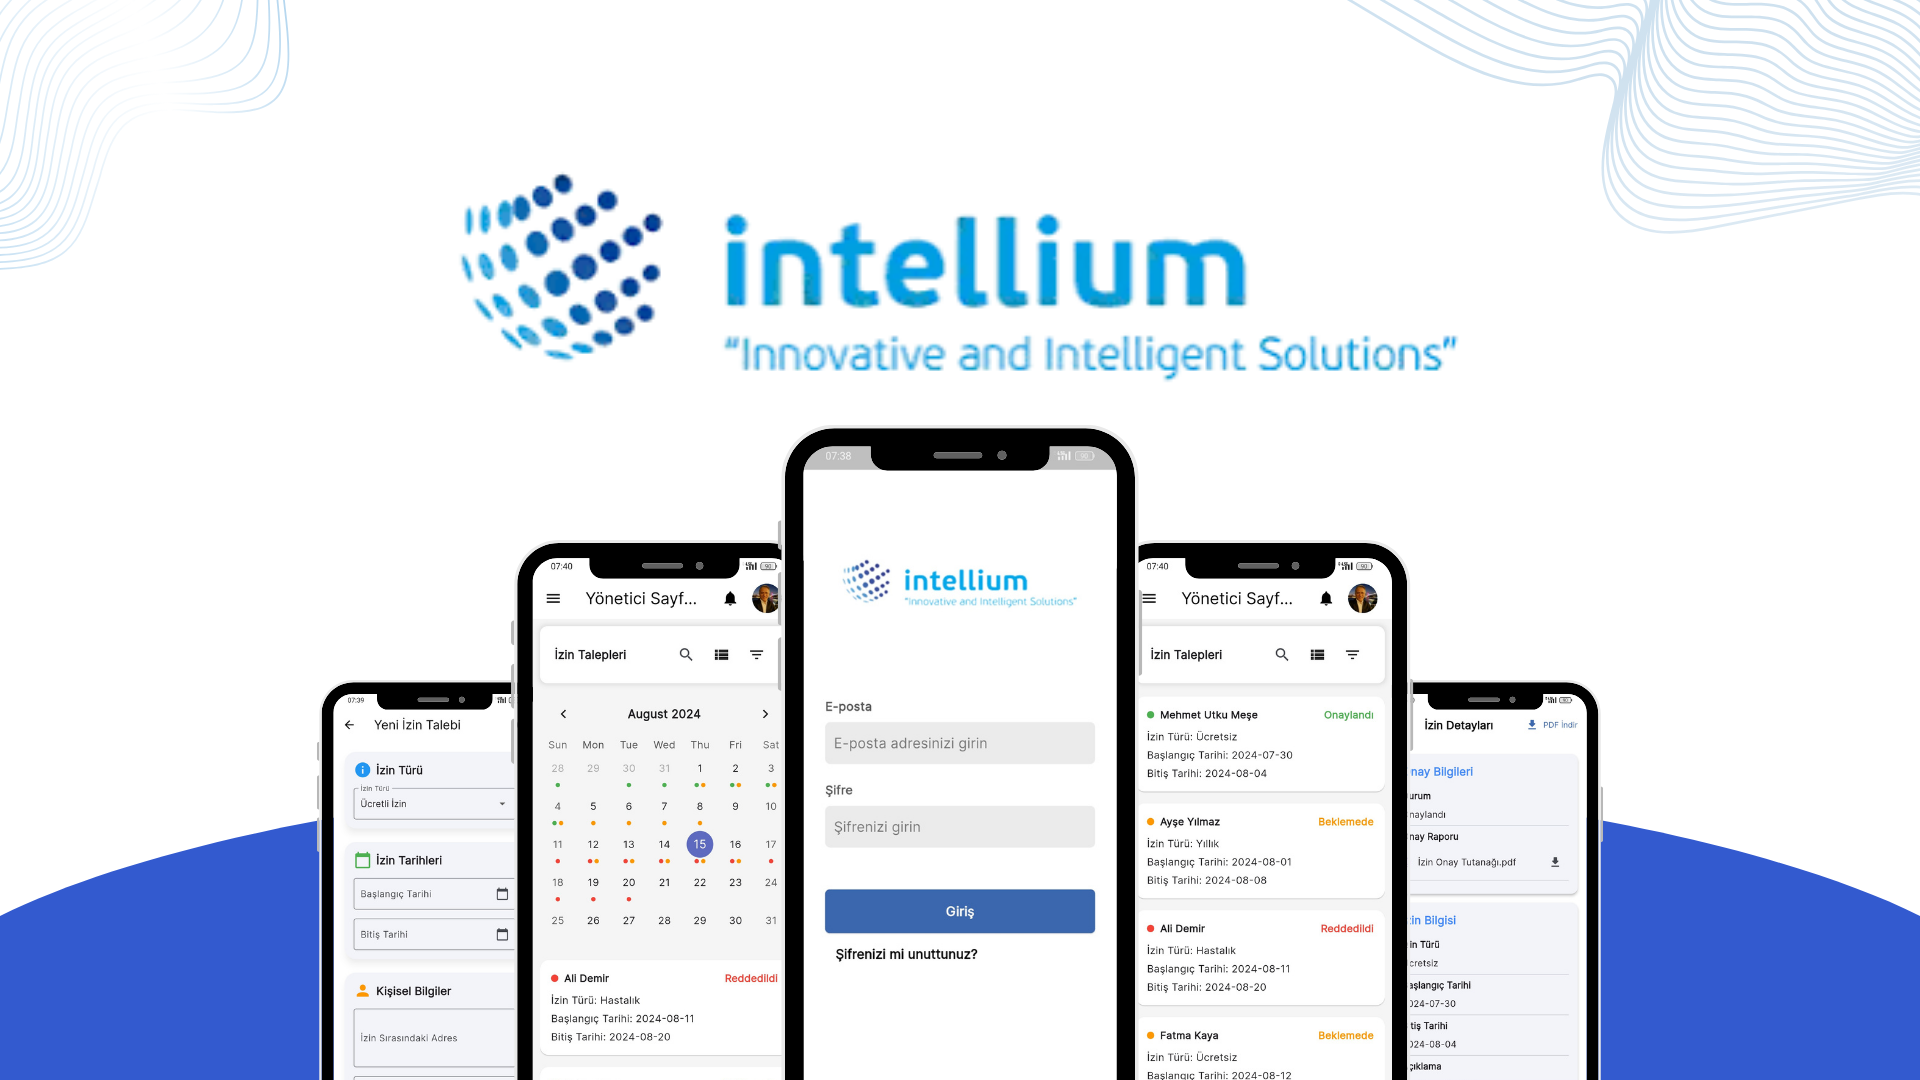 intellium
“Innovative and Intelligent Solutions”
07:39
Yeni İzin Talebi
İzin Türü
İzin Türü
Ücretli İzin
İzin Tarihleri
Başlangıç Tarihi
Bitiş Tarihi
Kişisel Bilgiler
İzin Sırasındaki Adres
07:40
90
Yönetici Sayf...
İzin Talepleri
August 2024
Sun Mon Tue Wed Thu Fri Sat
28 29 30 31 1 2 3
4 5 6 7 8 9 10
11 12 13 14 15 16 17
18 19 20 21 22 23 24
25 26 27 28 29 30 31
Ali Demir Reddedildi
İzin Türü: Hastalık
Başlangıç Tarihi: 2024-08-11
Bitiş Tarihi: 2024-08-20
07:38
90
intellium
“Innovative and Intelligent Solutions”
E-posta
E-posta adresinizi girin
Şifre
Şifrenizi girin
Giriş
Şifrenizi mi unuttunuz?
07:40
90
Yönetici Sayf...
İzin Talepleri
Mehmet Utku Meşe Onaylandı
İzin Türü: Ücretsiz
Başlangıç Tarihi: 2024-07-30
Bitiş Tarihi: 2024-08-04
Ayşe Yılmaz Beklemede
İzin Türü: Yıllık
Başlangıç Tarihi: 2024-08-01
Bitiş Tarihi: 2024-08-08
Ali Demir Reddedildi
İzin Türü: Hastalık
Başlangıç Tarihi: 2024-08-11
Bitiş Tarihi: 2024-08-20
Fatma Kaya Beklemede
İzin Türü: Ücretsiz
Başlangıç Tarihi: 2024-08-12
İzin Detayları PDF İndir
nay Bilgileri
urum
naylandı
nay Raporu
İzin Onay Tutanağı.pdf
in Bilgisi
in Türü
cretsiz
aşlangıç Tarihi
024-07-30
tiş Tarihi
024-08-04
çıklama